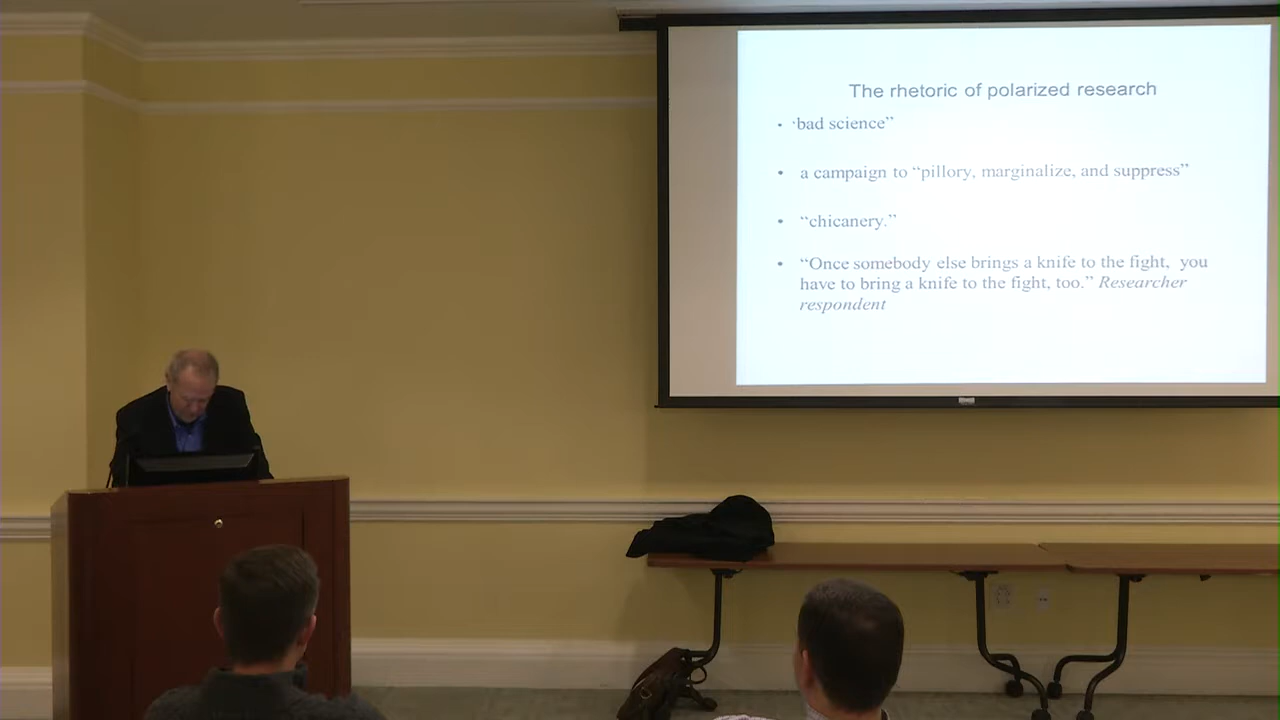 The rhetoric of polarized research
• ‘bad science”
• a campaign to “pillory, marginalize, and suppress”
• “chicanery.”
• “Once somebody else brings a knife to the fight, you
have to bring a knife to the fight, too.” Researcher
respondent